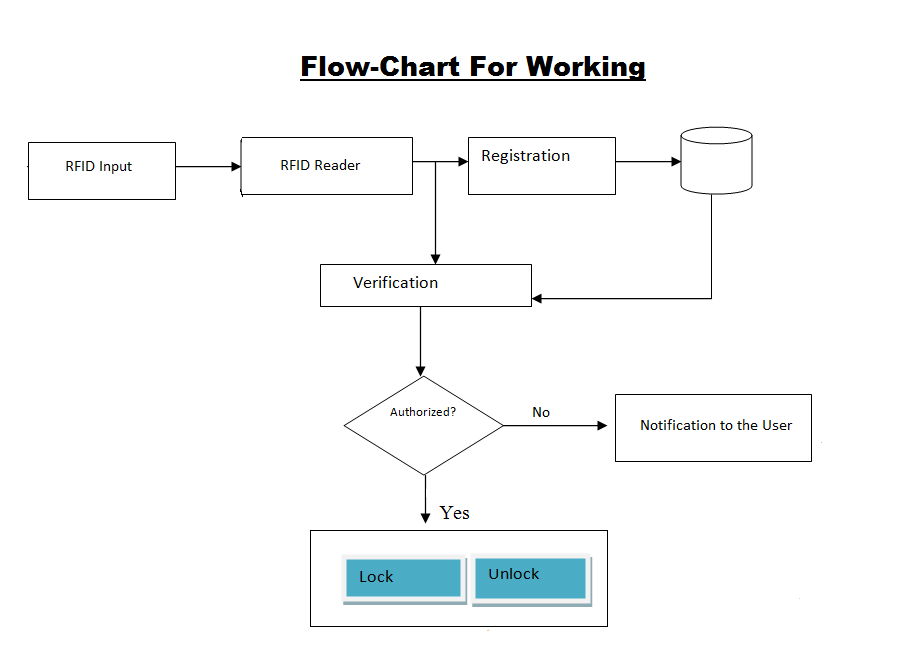 Flow-Chart For Working
RFID Input
RFID Reader
Registration
Verification
Authorized?
No
Notification to the User
Yes
Lock
Unlock